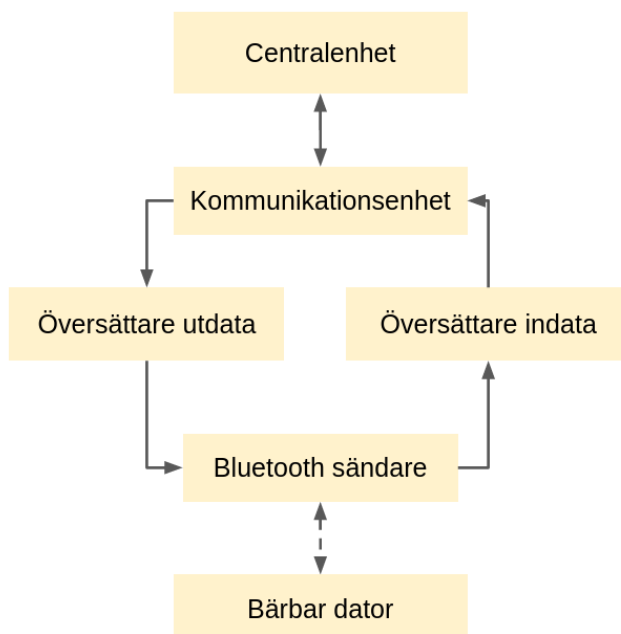 Centralenhet
Kommunikationsenhet
Översättare utdata
Översättare indata
Bluetooth sändare
Bärbar dator